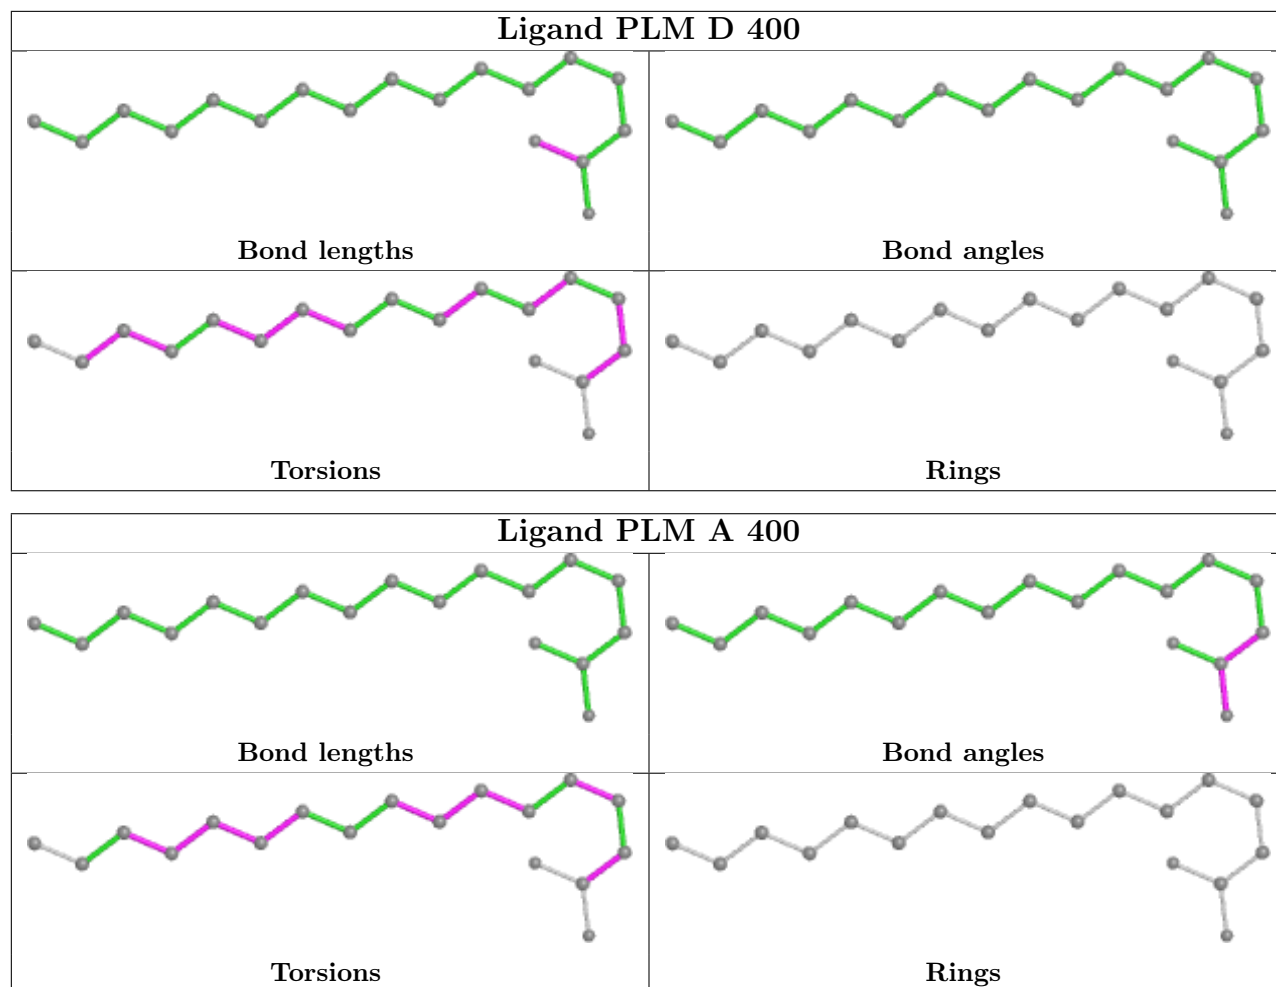 Ligand PLM D 400
Bond lengths
Bond angles
Torsions
Rings
Ligand PLM A 400
Bond lengths
Bond angles
Torsions
Rings